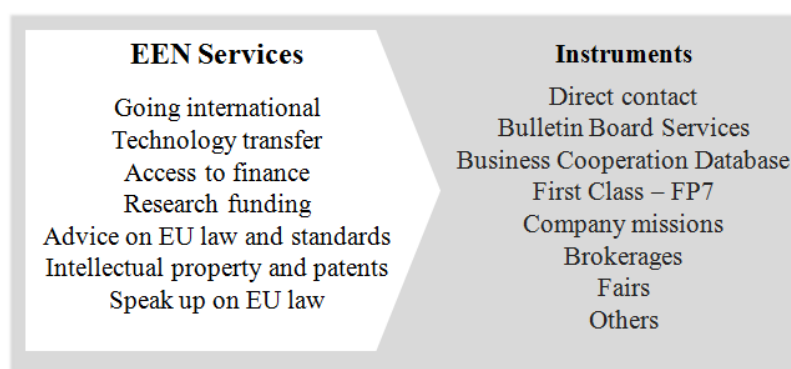 EEN Services
Going international
Technology transfer
Access to finance
Research funding
Advice on EU law and standards
Intellectual property and patents
Speak up on EU law
Instruments
Direct contact
Bulletin Board Services
Business Cooperation Database
First Class – FP7
Company missions
Brokerages
Fairs
Others